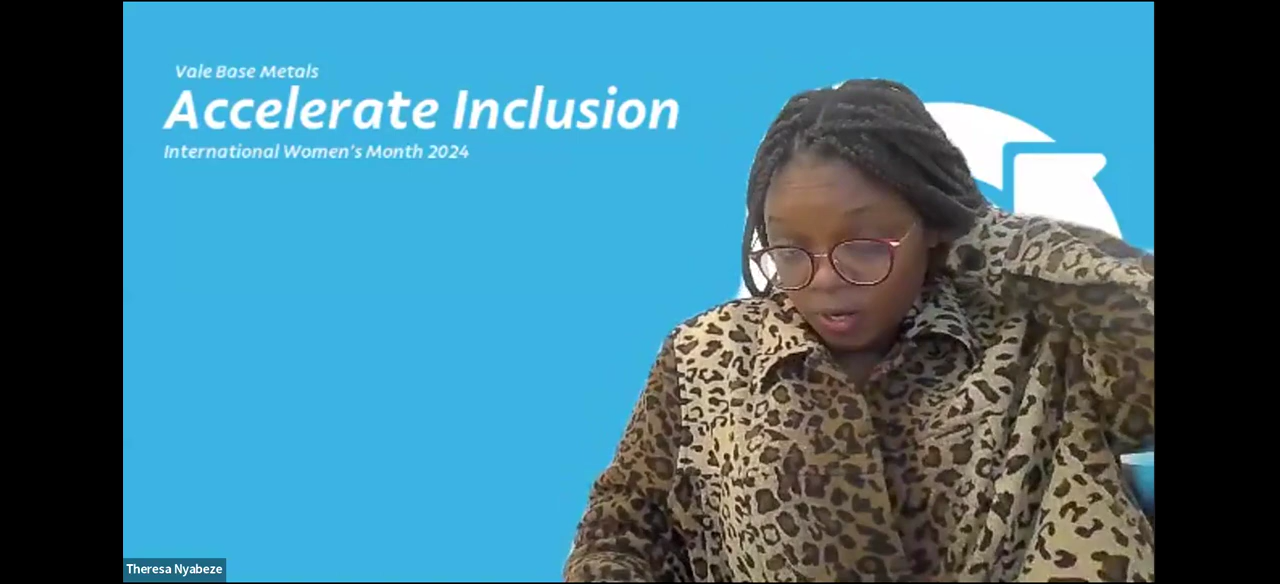 Vale Base Metals
Accelerate Inclusion
International Women's Month 2024
Theresa Nyabeze